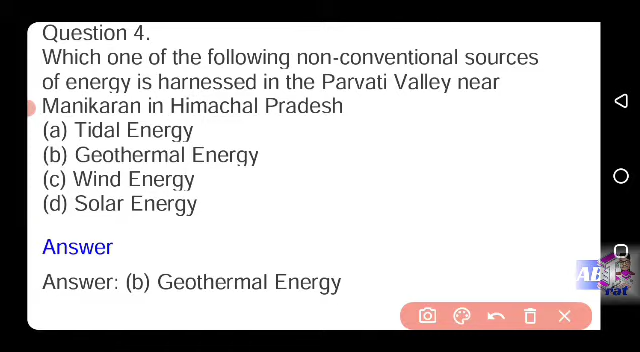 Question 4.
Which one of the following non-conventional sources
of energy is harnessed in the Parvati Valley near
Manikaran in Himachal Pradesh
(a) Tidal Energy
(b) Geothermal Energy
(c) Wind Energy
(d) Solar Energy
Answer
Answer: (b) Geothermal Energy